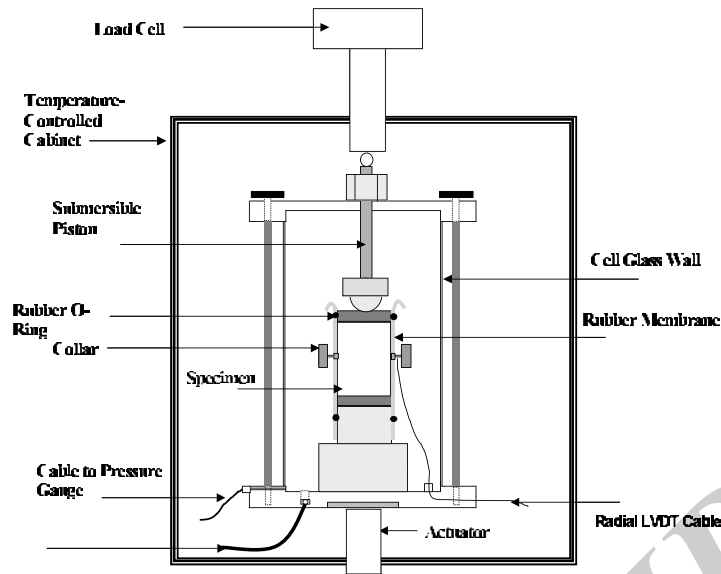 Load Cell
Temperature-
Controlled
Cabinet
Submersible
Piston
Cell Glass Wall
Rubber O-
Ring
Rubber Membrane
Collar
Specimen
Cable to Pressure
Gauge
Radial LVDT Cable
Actuator